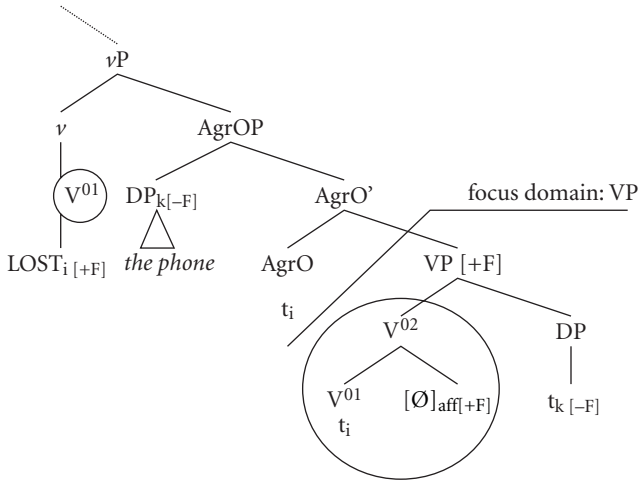 vP
v AgrOP
V⁰¹ DPₖ[–F] AgrO’ focus domain: VP
LOSTᵢ [+F] the phone AgrO VP [+F]
tᵢ V⁰² DP
V⁰¹ [Ø]aff[+F] tₖ [–F]
tᵢ